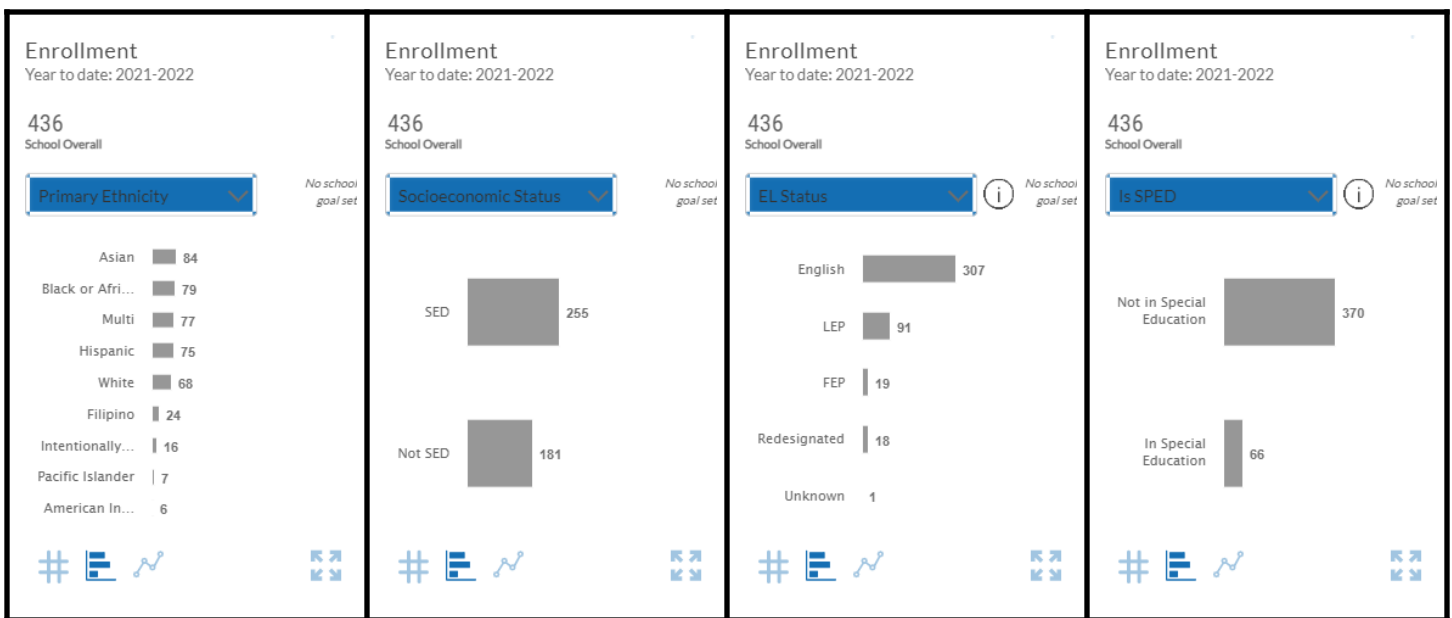 Enrollment
Year to date: 2021-2022
436
School Overall
Primary Ethnicity
No school
goal set
Asian 84
Black or Afri... 79
Multi 77
Hispanic 75
White 68
Filipino 24
Intentionally... 16
Pacific Islander 7
American In... 6
Enrollment
Year to date: 2021-2022
436
School Overall
Socioeconomic Status
No school
goal set
SED 255
Not SED 181
Enrollment
Year to date: 2021-2022
436
School Overall
EL Status
i
No school
goal set
English 307
LEP 91
FEP 19
Redesignated 18
Unknown 1
Enrollment
Year to date: 2021-2022
436
School Overall
Is SPED
i
No school
goal set
Not in Special
Education 370
In Special
Education 66